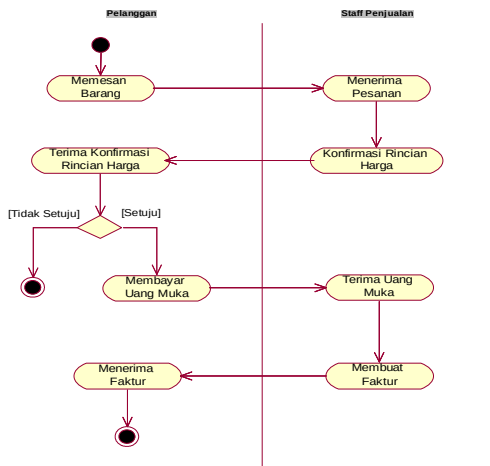 Pelanggan
Staff Penjualan
Memesan
Barang
Menerima
Pesanan
Terima Konfirmasi
Rincian Harga
Konfirmasi Rincian
Harga
[Tidak Setuju]
[Setuju]
Membayar
Uang Muka
Terima Uang
Muka
Menerima
Faktur
Membuat
Faktur